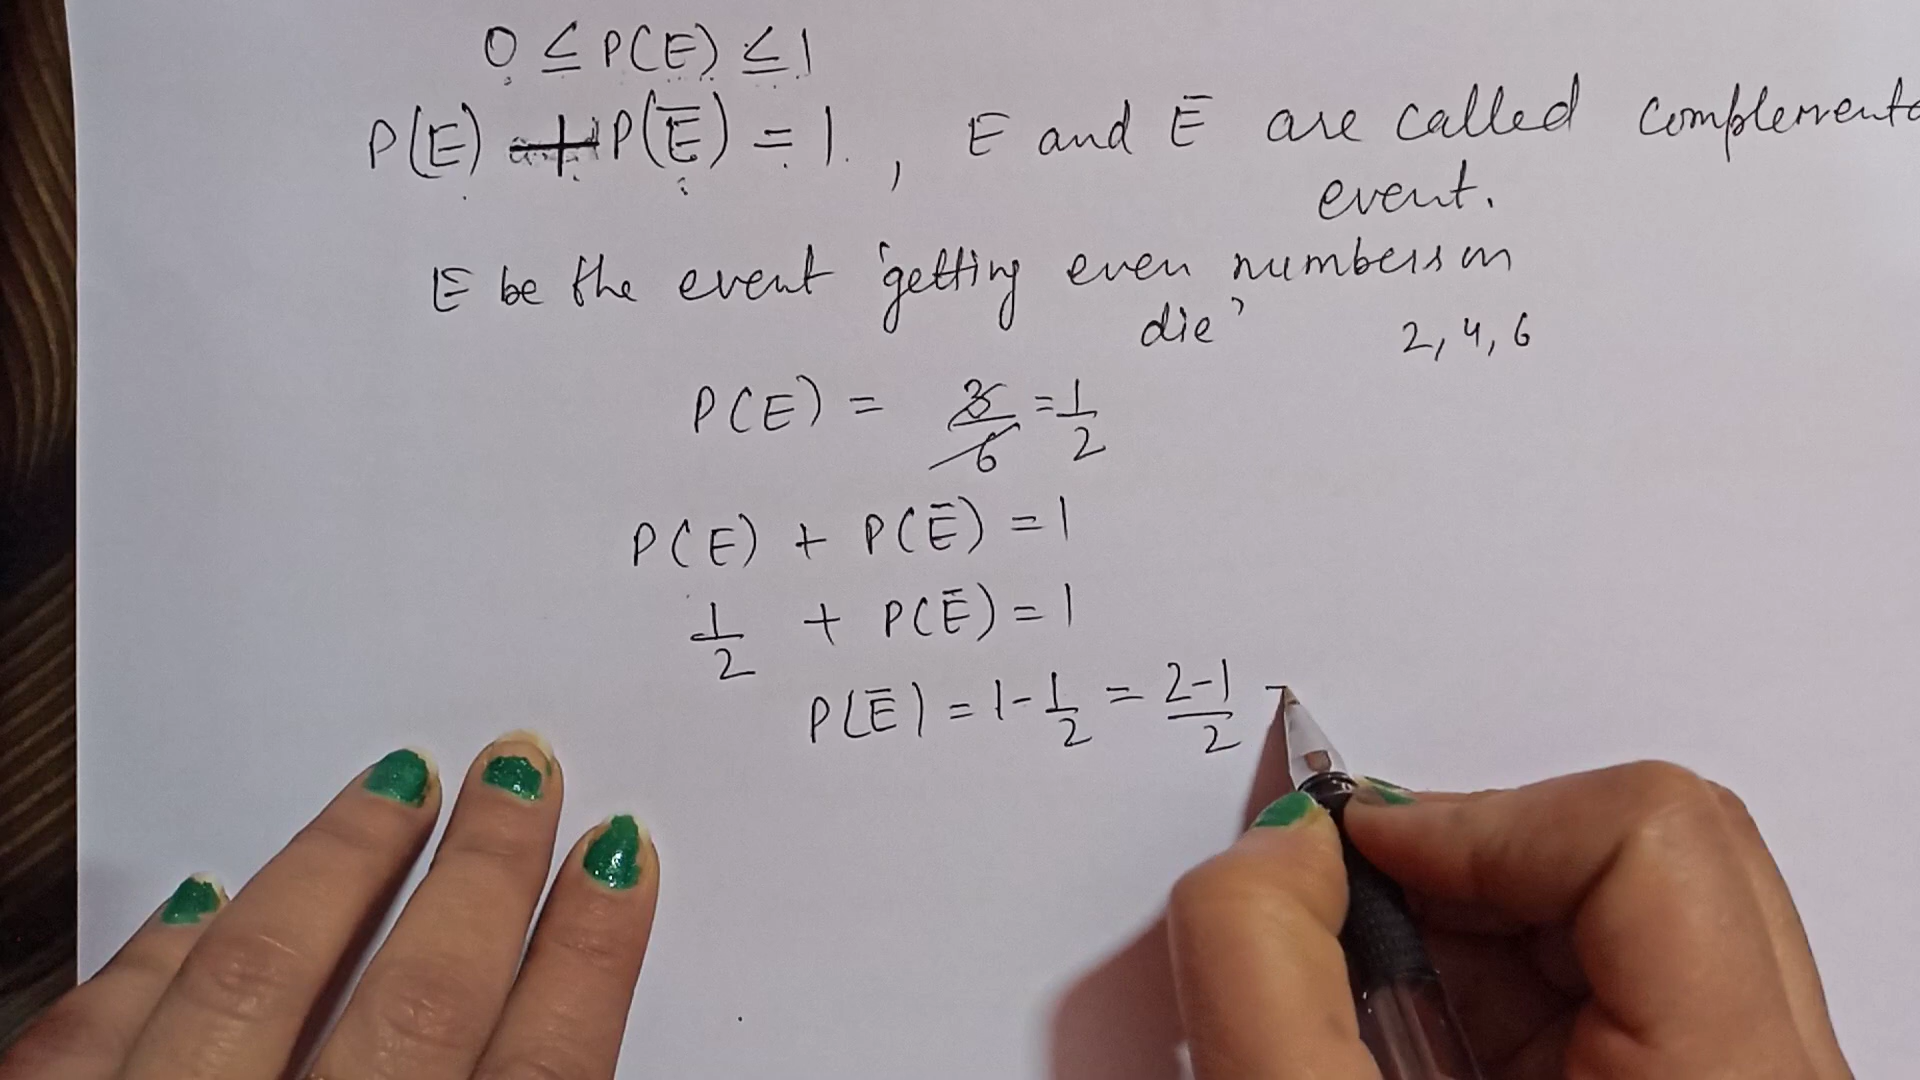 0 ≤ P(E) ≤ 1
P(E) + P(Ē) = 1. , E and Ē are called complementa
event.
E be the event 'getting even numbers on
die' 2, 4, 6
P(E) = 3/6 = 1/2
P(E) + P(Ē) = 1
1/2 + P(Ē) = 1
P(Ē) = 1 - 1/2 = 2-1/2 -